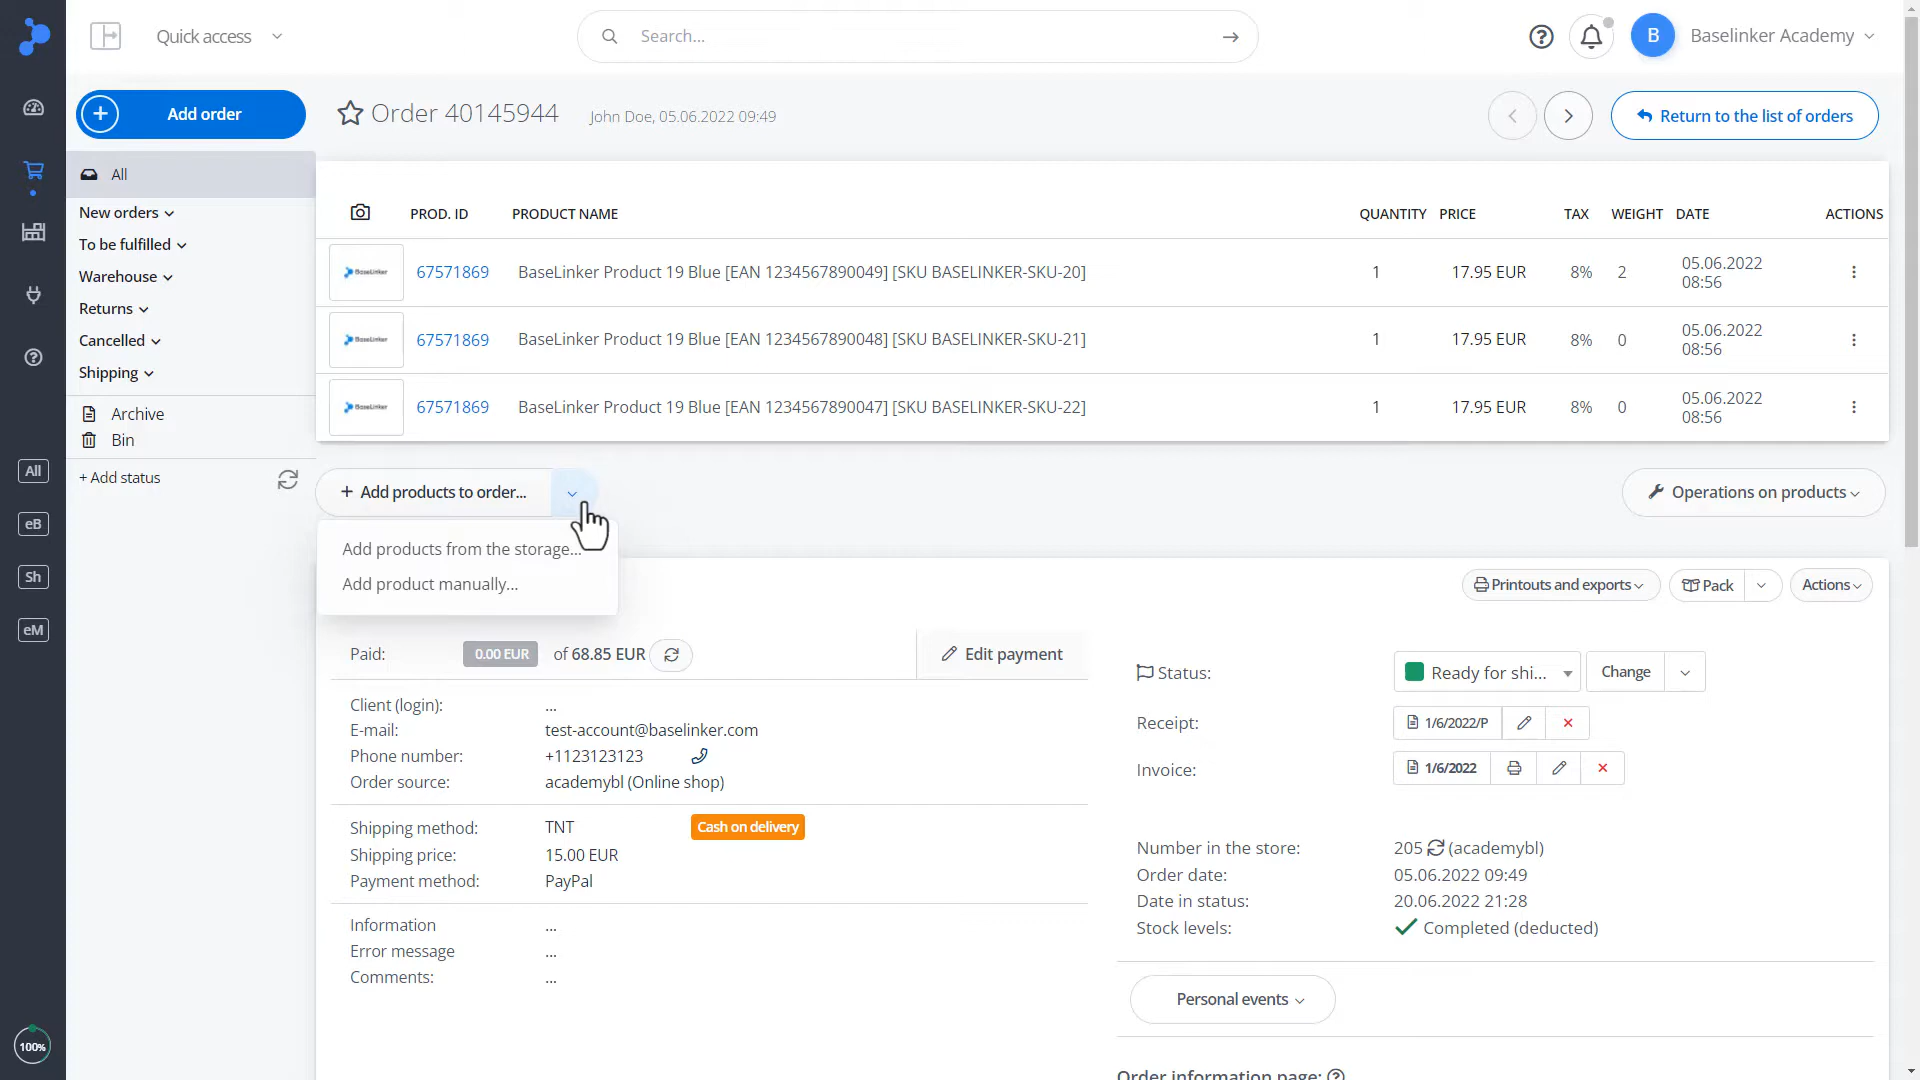 Quick access
Search...
B
Baselinker Academy
Add order
Order 40145944
John Doe, 05.06.2022 09:49
Return to the list of orders
All
New orders
To be fulfilled
Warehouse
Returns
Cancelled
Shipping
Archive
Bin
+ Add status
All
eB
Sh
eM
100%
PROD. ID PRODUCT NAME QUANTITY PRICE TAX WEIGHT DATE ACTIONS
BaseLinker 67571869 BaseLinker Product 19 Blue [EAN 1234567890049] [SKU BASELINKER-SKU-20] 1 17.95 EUR 8% 2 05.06.2022
08:56
BaseLinker 67571869 BaseLinker Product 19 Blue [EAN 1234567890048] [SKU BASELINKER-SKU-21] 1 17.95 EUR 8% 0 05.06.2022
08:56
BaseLinker 67571869 BaseLinker Product 19 Blue [EAN 1234567890047] [SKU BASELINKER-SKU-22] 1 17.95 EUR 8% 0 05.06.2022
08:56
+ Add products to order...
Operations on products
Add products from the storage...
Add product manually...
Printouts and exports
Pack
Actions
Paid: 0.00 EUR of 68.85 EUR
Edit payment
Client (login): ...
E-mail: test-account@baselinker.com
Phone number: +1123123123
Order source: academybl (Online shop)
Shipping method: TNT Cash on delivery
Shipping price: 15.00 EUR
Payment method: PayPal
Information ...
Error message ...
Comments: ...
Status: Ready for shi... Change
Receipt: 1/6/2022/P
Invoice: 1/6/2022
Number in the store: 205 (academybl)
Order date: 05.06.2022 09:49
Date in status: 20.06.2022 21:28
Stock levels: Completed (deducted)
Personal events
Order information page: